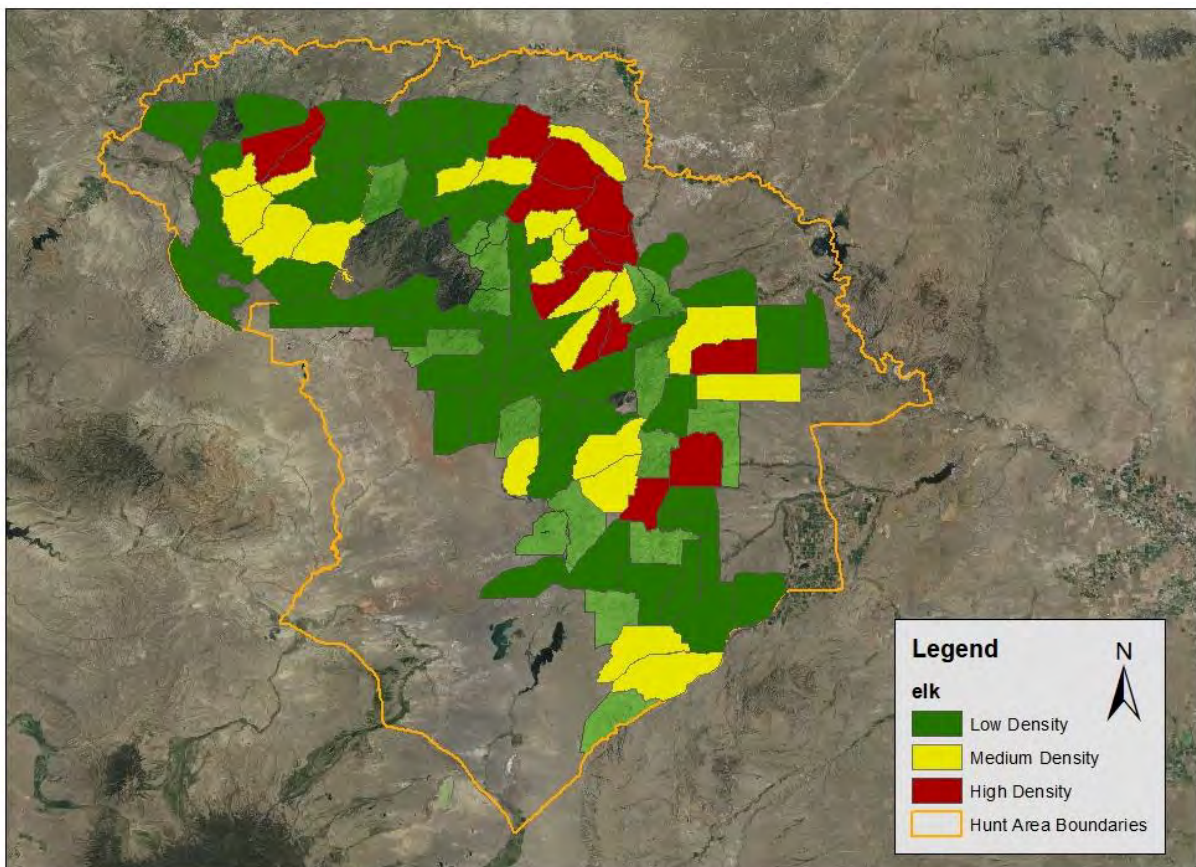 Legend
N
elk
Low Density
Medium Density
High Density
Hunt Area Boundaries